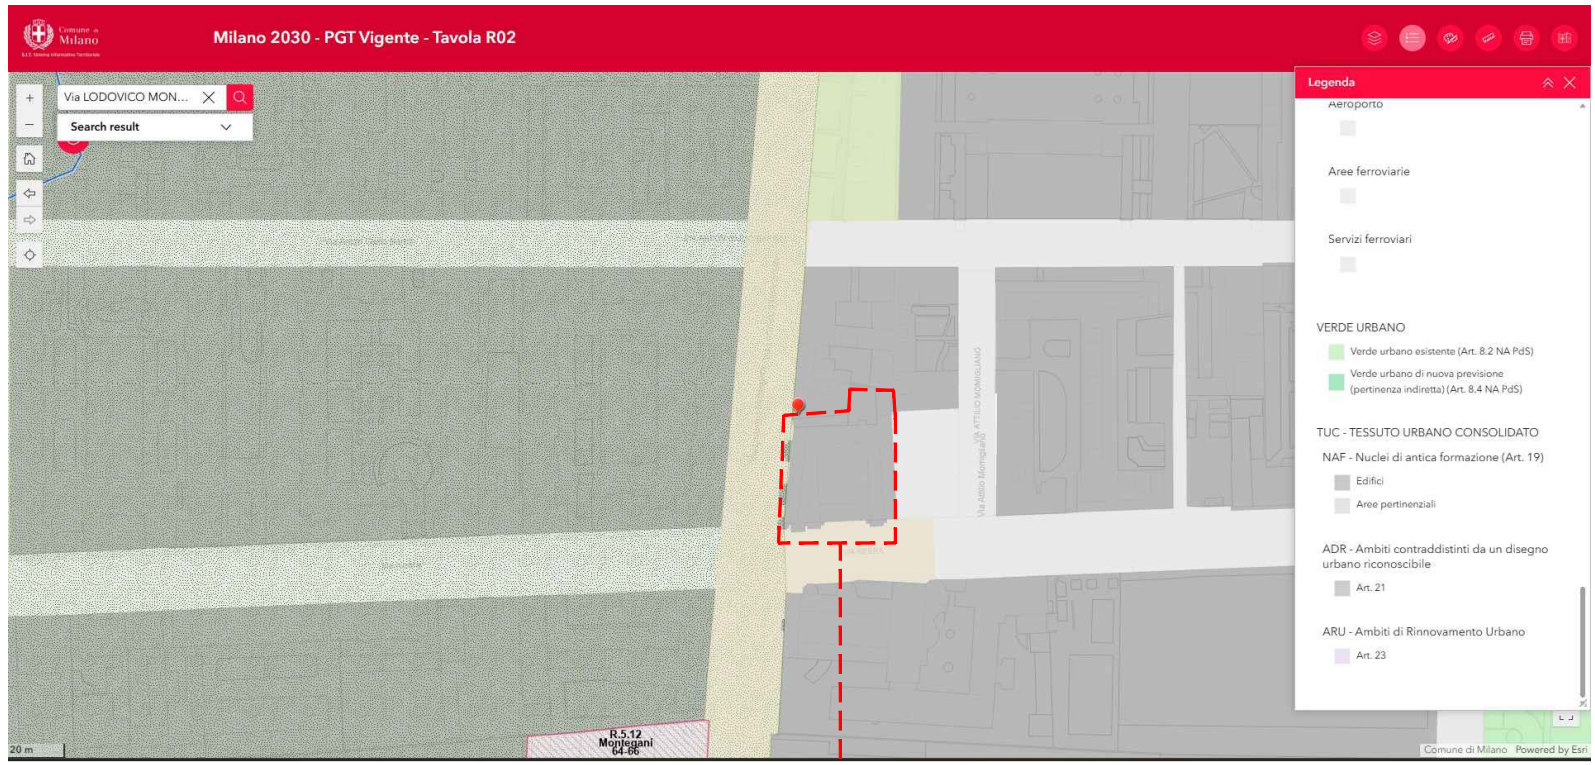 Comune di
Milano
S.I.T. Sistema Informativo Territoriale
Milano 2030 - PGT Vigente - Tavola R02
+
Via LODOVICO MON...
−
Search result
Legenda
Aeroporto
Aree ferroviarie
Servizi ferroviari
VERDE URBANO
Verde urbano esistente (Art. 8.2 NA PdS)
Verde urbano di nuova previsione
(pertinenza indiretta) (Art. 8.4 NA PdS)
TUC - TESSUTO URBANO CONSOLIDATO
NAF - Nuclei di antica formazione (Art. 19)
Edifici
Aree pertinenziali
ADR - Ambiti contraddistinti da un disegno
urbano riconoscibile
Art. 21
ARU - Ambiti di Rinnovamento Urbano
Art. 23
VIA ATTILIO MOMIGLIANO
Via Attilio Momigliano
R.5.12
Montegani
64-66
20 m
Comune di Milano Powered by Esri